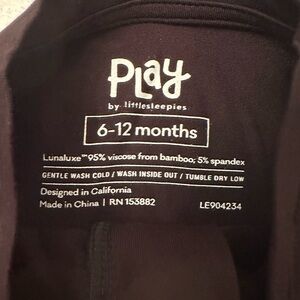 Play
by littlesleepies
6-12 months
Lunaluxe™ 95% viscose from bamboo; 5% spandex
GENTLE WASH COLD / WASH INSIDE OUT / TUMBLE DRY LOW
Designed in California
Made in China | RN 153882 LE904234